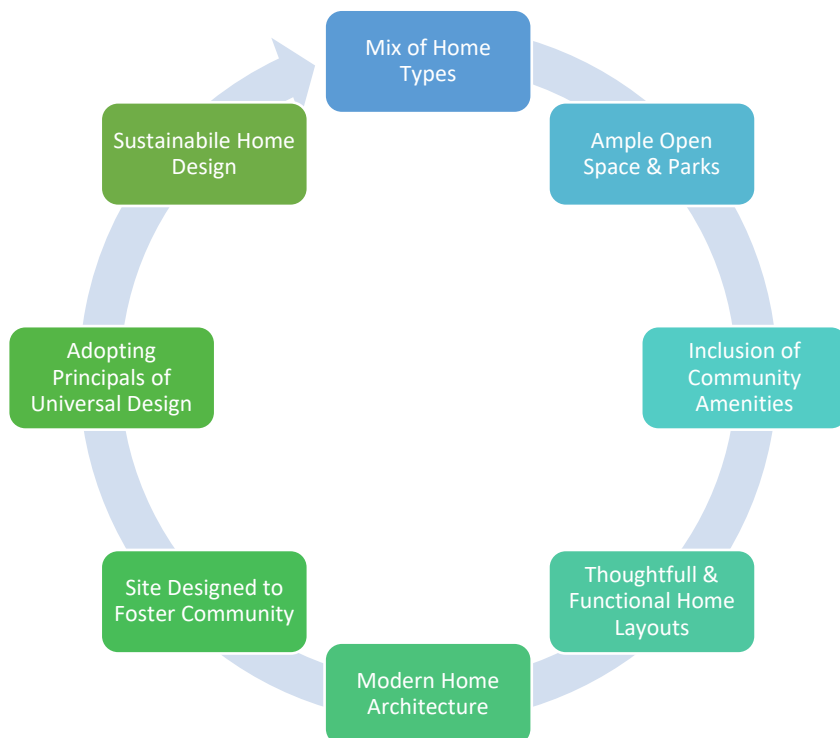 Mix of Home
Types
Ample Open
Space & Parks
Inclusion of
Community
Amenities
Thoughtfull &
Functional Home
Layouts
Modern Home
Architecture
Site Designed to
Foster Community
Adopting
Principals of
Universal Design
Sustainabile Home
Design